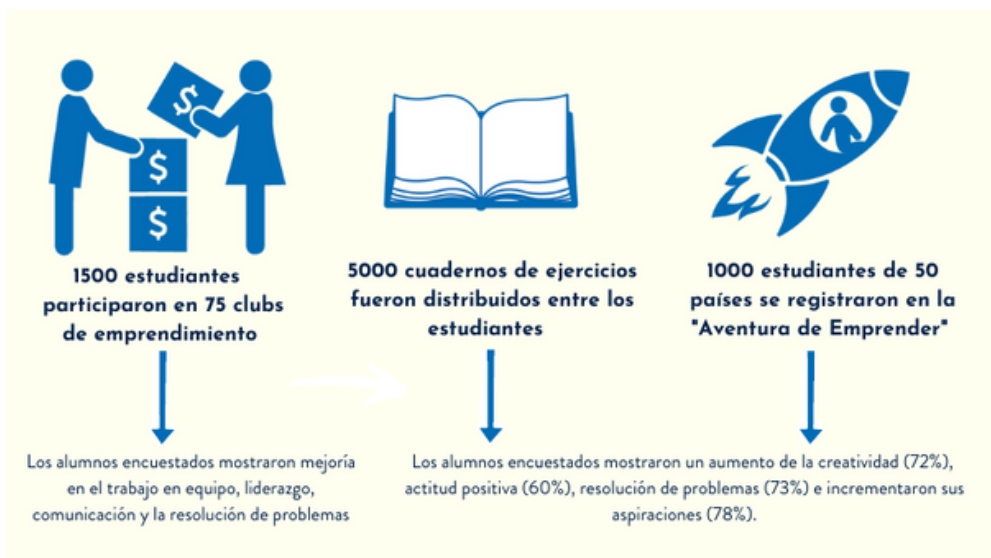 $
$
$
1500 estudiantes
participaron en 75 clubs
de emprendimiento
5000 cuadernos de ejercicios
fueron distribuidos entre los
estudiantes
1000 estudiantes de 50
países se registraron en la
"Aventura de Emprender"
Los alumnos encuestados mostraron mejoría
en el trabajo en equipo, liderazgo,
comunicación y la resolución de problemas
Los alumnos encuestados mostraron un aumento de la creatividad (72%),
actitud positiva (60%), resolución de problemas (73%) e incrementaron sus
aspiraciones (78%).